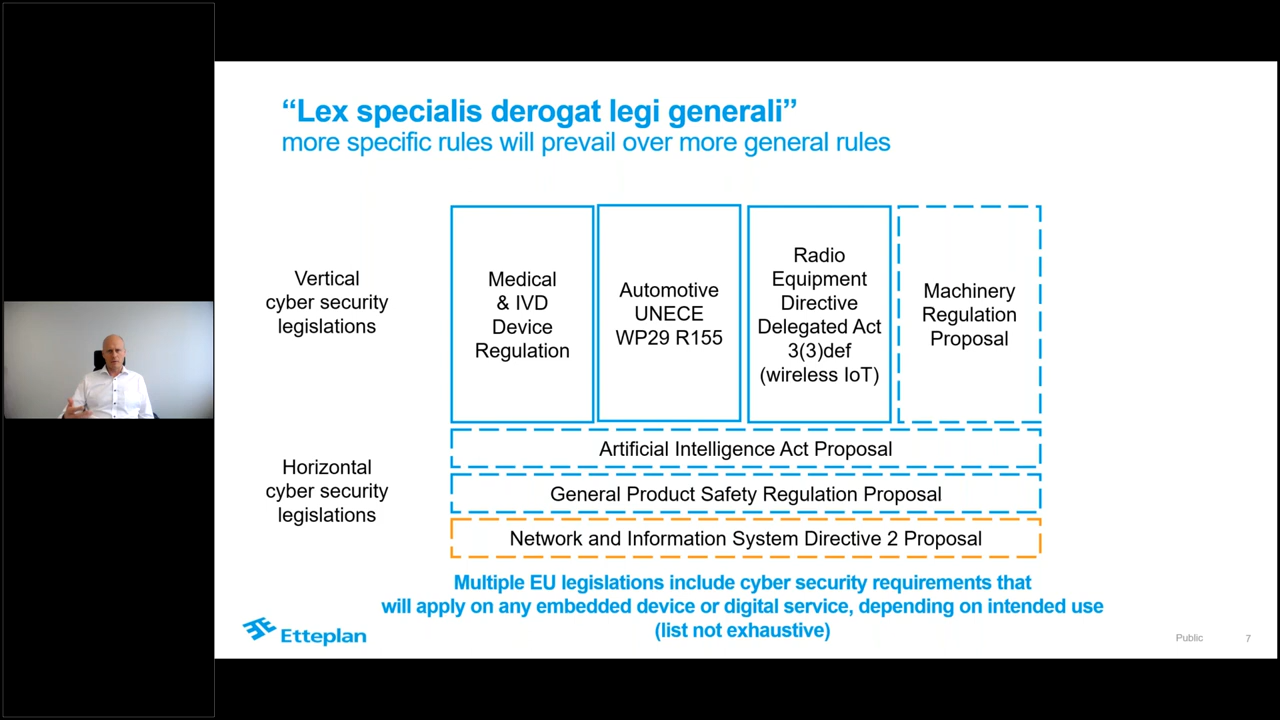 “Lex specialis derogat legi generali”
more specific rules will prevail over more general rules
Vertical
cyber security
legislations
Medical
& IVD
Device
Regulation
Automotive
UNECE
WP29 R155
Radio
Equipment
Directive
Delegated Act
3(3)def
(wireless IoT)
Machinery
Regulation
Proposal
Horizontal
cyber security
legislations
Artificial Intelligence Act Proposal
General Product Safety Regulation Proposal
Network and Information System Directive 2 Proposal
Multiple EU legislations include cyber security requirements that
will apply on any embedded device or digital service, depending on intended use
(list not exhaustive)
Etteplan
Public
7